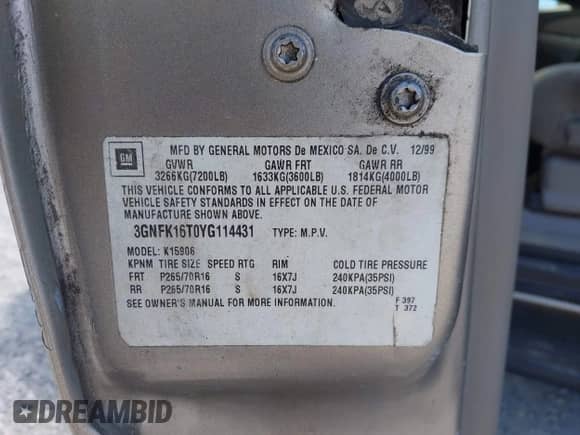 GM MFD BY GENERAL MOTORS De MEXICO SA. De C.V. 12/99
GVWR GAWR FRT GAWR RR
3266KG(7200LB) 1633KG(3600LB) 1814KG(4000LB)
THIS VEHICLE CONFORMS TO ALL APPLICABLE U.S. FEDERAL MOTOR
VEHICLE SAFETY STANDARDS IN EFFECT ON THE DATE OF
MANUFACTURE SHOWN ABOVE.
3GNFK16T0YG114431 TYPE: M.P.V.
MODEL: K15906
KPNM TIRE SIZE SPEED RTG RIM COLD TIRE PRESSURE
FRT P265/70R16 S 16X7J 240KPA(35PSI)
RR P265/70R16 S 16X7J 240KPA(35PSI)
SEE OWNER'S MANUAL FOR MORE INFORMATION.
F 397
T 372
DREAMBID